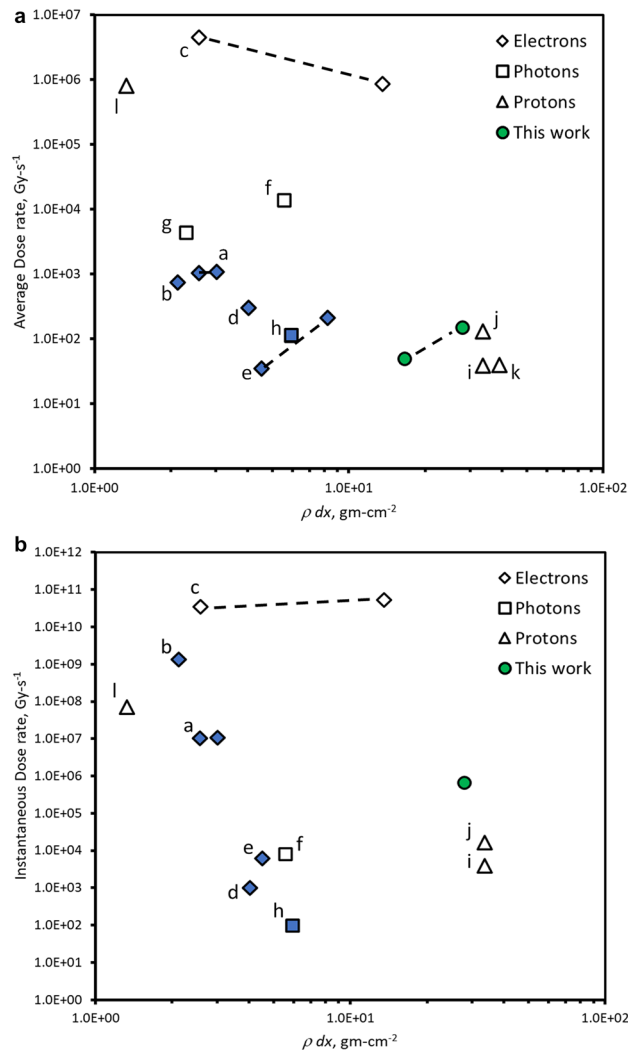 a
1.0E+07
1.0E+06
1.0E+05
1.0E+04
1.0E+03
1.0E+02
1.0E+01
1.0E+00
Average Dose rate, Gy-s-1
c
l
f
g
a
b
d
h
e
j
i
k
Electrons
Photons
Protons
This work
1.0E+00
1.0E+01
1.0E+02
ρ dx, gm-cm-2
b
1.0E+12
1.0E+11
1.0E+10
1.0E+09
1.0E+08
1.0E+07
1.0E+06
1.0E+05
1.0E+04
1.0E+03
1.0E+02
1.0E+01
1.0E+00
Instantaneous Dose rate, Gy-s-1
c
b
l
a
e
f
d
h
j
i
Electrons
Photons
Protons
This work
1.0E+00
1.0E+01
1.0E+02
ρ dx, gm-cm-2